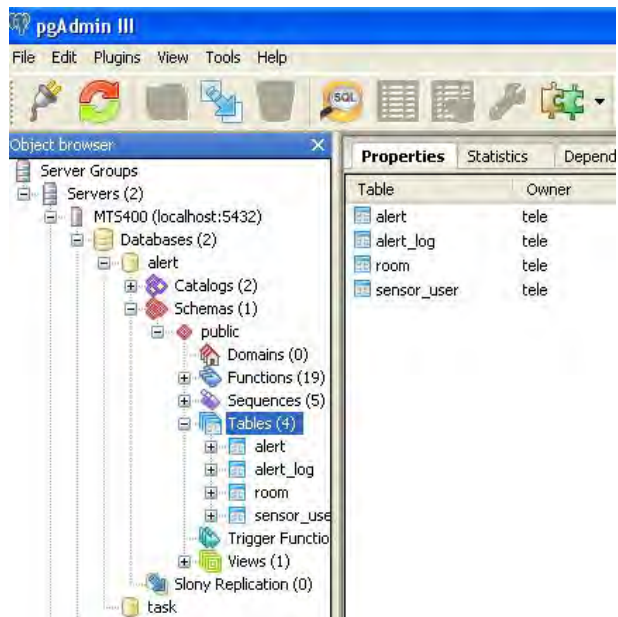 pgAdmin III
File Edit Plugins View Tools Help
SQL
Object browser X
Server Groups
Servers (2)
MTS400 (localhost:5432)
Databases (2)
alert
Catalogs (2)
Schemas (1)
public
Domains (0)
Functions (19)
Sequences (5)
Tables (4)
alert
alert_log
room
sensor_use
Trigger Functio
Views (1)
Slony Replication (0)
task
Properties Statistics Depend
Table Owner
alert tele
alert_log tele
room tele
sensor_user tele